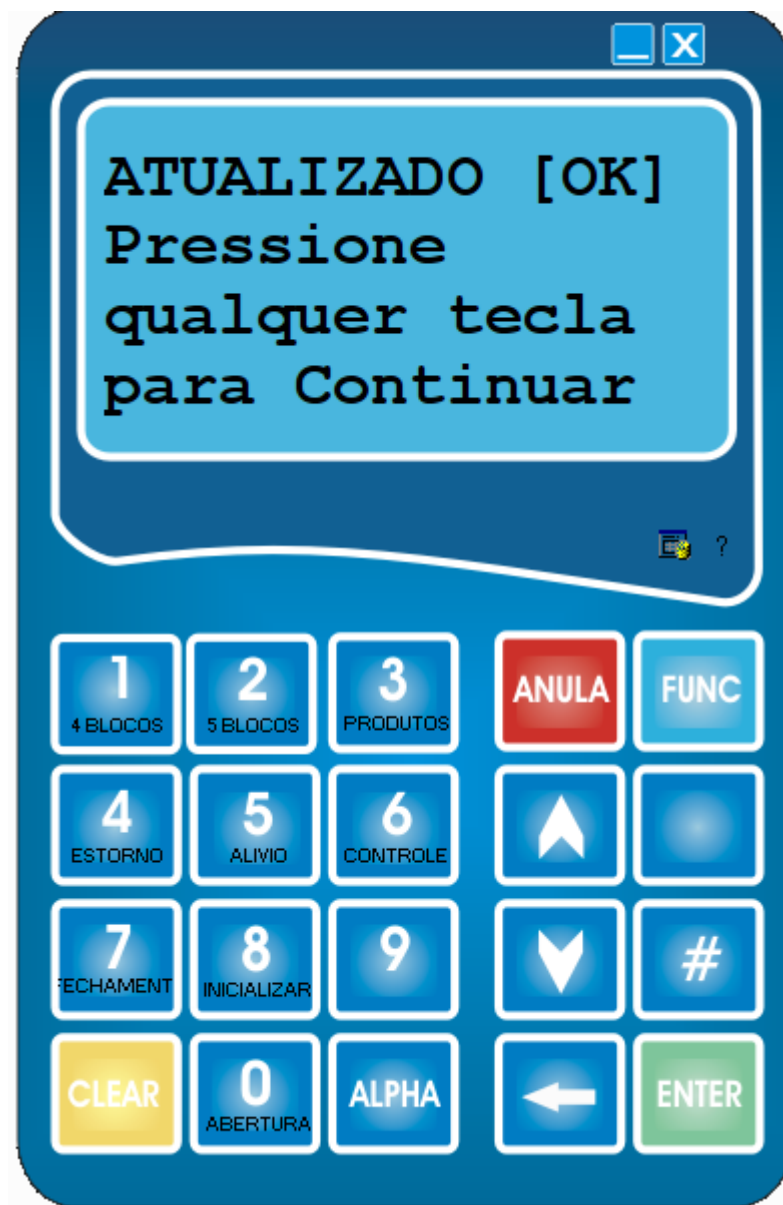 X
ATUALIZADO [OK]
Pressione
qualquer tecla
para Continuar
?
1 2 3 ANULA FUNC
4 BLOCOS 5 BLOCOS PRODUTOS
4 5 6
ESTORNO ALIVIO CONTROLE
7 8 9 #
FECHAMENT INICIALIZAR
CLEAR 0 ALPHA ENTER
ABERTURA